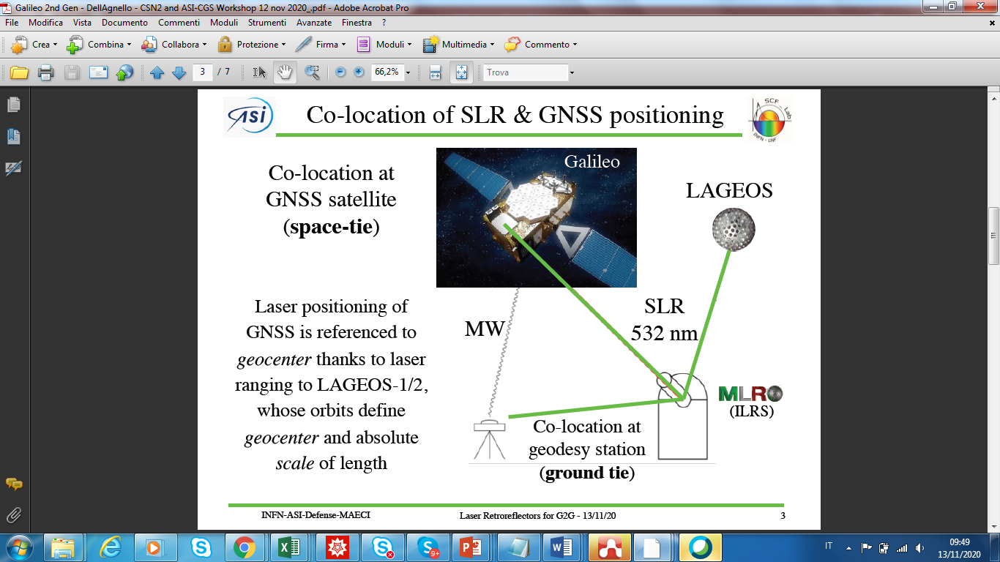 Galileo 2nd Gen - DellAgnello - CSN2 and ASI-CGS Workshop 12 nov 2020_.pdf - Adobe Acrobat Pro
File Modifica Vista Documento Commenti Moduli Strumenti Avanzate Finestra ?
Crea Combina Collabora Protezione Firma Moduli Multimedia Commento
3 / 7 66,2% Trova
ASI
Co-location of SLR & GNSS positioning
SCF_Lab
INFN - LNF
Co-location at
GNSS satellite
(space-tie)
Galileo
LAGEOS
Laser positioning of
GNSS is referenced to
geocenter thanks to laser
ranging to LAGEOS-1/2,
whose orbits define
geocenter and absolute
scale of length
MW
SLR
532 nm
MLRO
(ILRS)
Co-location at
geodesy station
(ground tie)
INFN-ASI-Defense-MAECI
Laser Retroreflectors for G2G - 13/11/20
3
IT
09:49
13/11/2020